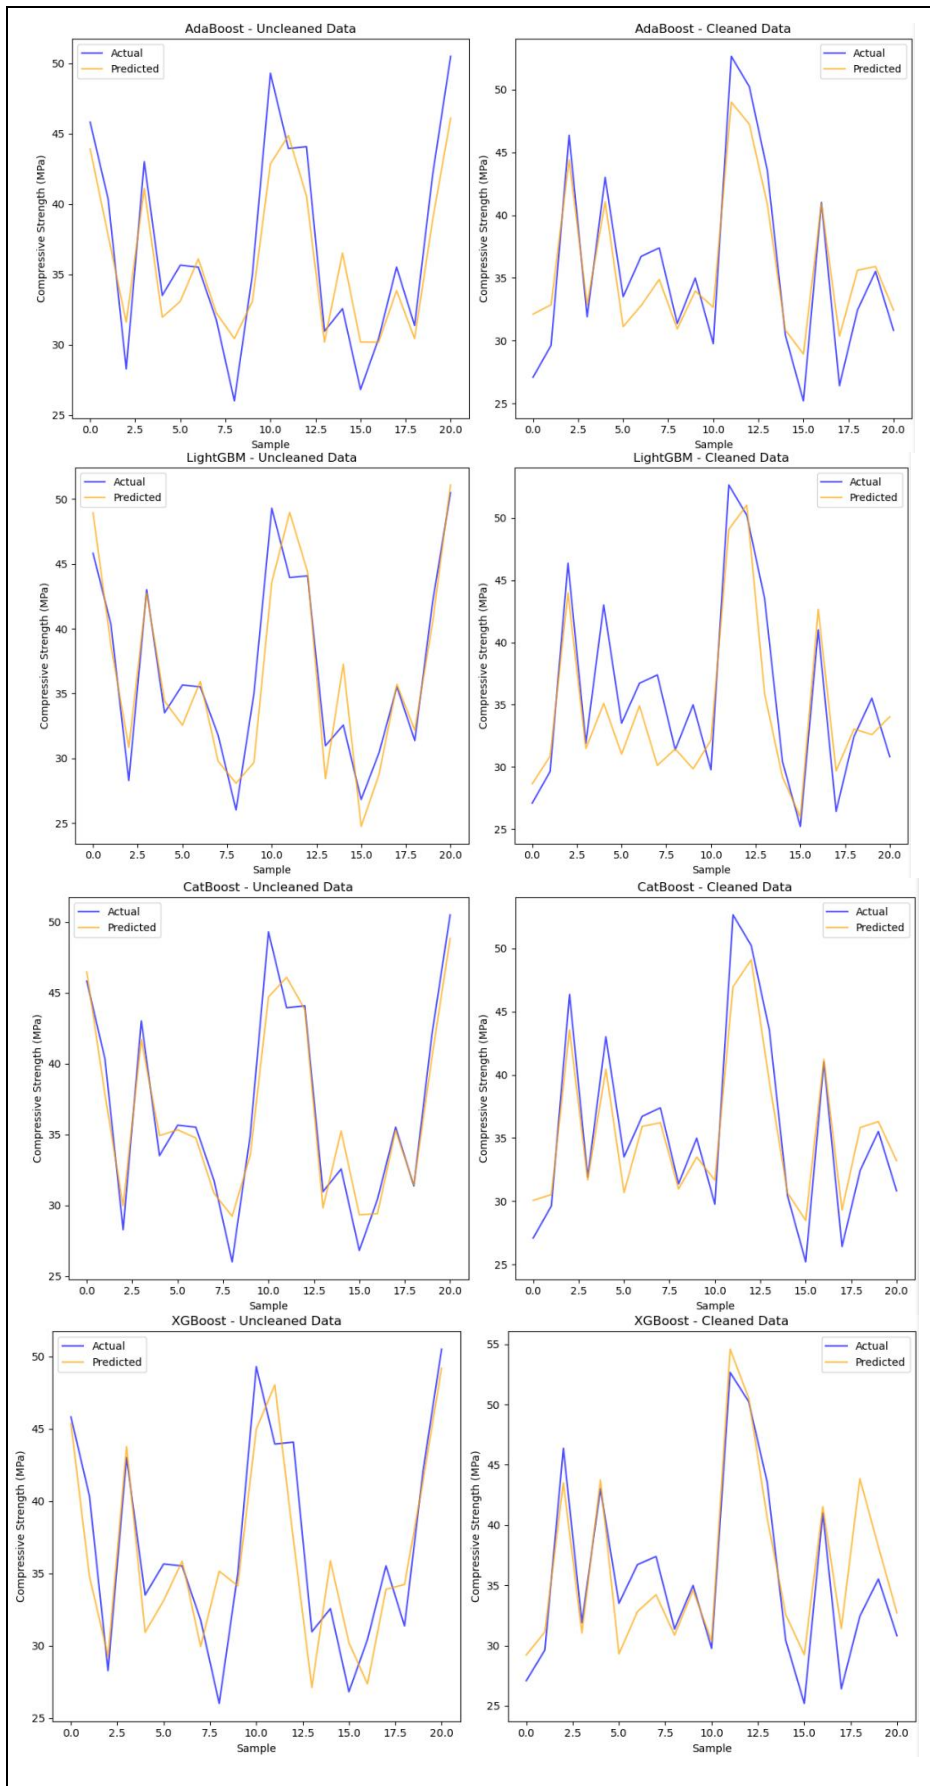 AdaBoost - Uncleaned Data
Actual
Predicted
Compressive Strength (MPa)
50
45
40
35
30
25
0.0 2.5 5.0 7.5 10.0 12.5 15.0 17.5 20.0
Sample
AdaBoost - Cleaned Data
Actual
Predicted
Compressive Strength (MPa)
50
45
40
35
30
25
0.0 2.5 5.0 7.5 10.0 12.5 15.0 17.5 20.0
Sample
LightGBM - Uncleaned Data
Actual
Predicted
Compressive Strength (MPa)
50
45
40
35
30
25
0.0 2.5 5.0 7.5 10.0 12.5 15.0 17.5 20.0
Sample
LightGBM - Cleaned Data
Actual
Predicted
Compressive Strength (MPa)
50
45
40
35
30
25
0.0 2.5 5.0 7.5 10.0 12.5 15.0 17.5 20.0
Sample
CatBoost - Uncleaned Data
Actual
Predicted
Compressive Strength (MPa)
50
45
40
35
30
25
0.0 2.5 5.0 7.5 10.0 12.5 15.0 17.5 20.0
Sample
CatBoost - Cleaned Data
Actual
Predicted
Compressive Strength (MPa)
50
45
40
35
30
25
0.0 2.5 5.0 7.5 10.0 12.5 15.0 17.5 20.0
Sample
XGBoost - Uncleaned Data
Actual
Predicted
Compressive Strength (MPa)
50
45
40
35
30
25
0.0 2.5 5.0 7.5 10.0 12.5 15.0 17.5 20.0
Sample
XGBoost - Cleaned Data
Actual
Predicted
Compressive Strength (MPa)
55
50
45
40
35
30
25
0.0 2.5 5.0 7.5 10.0 12.5 15.0 17.5 20.0
Sample